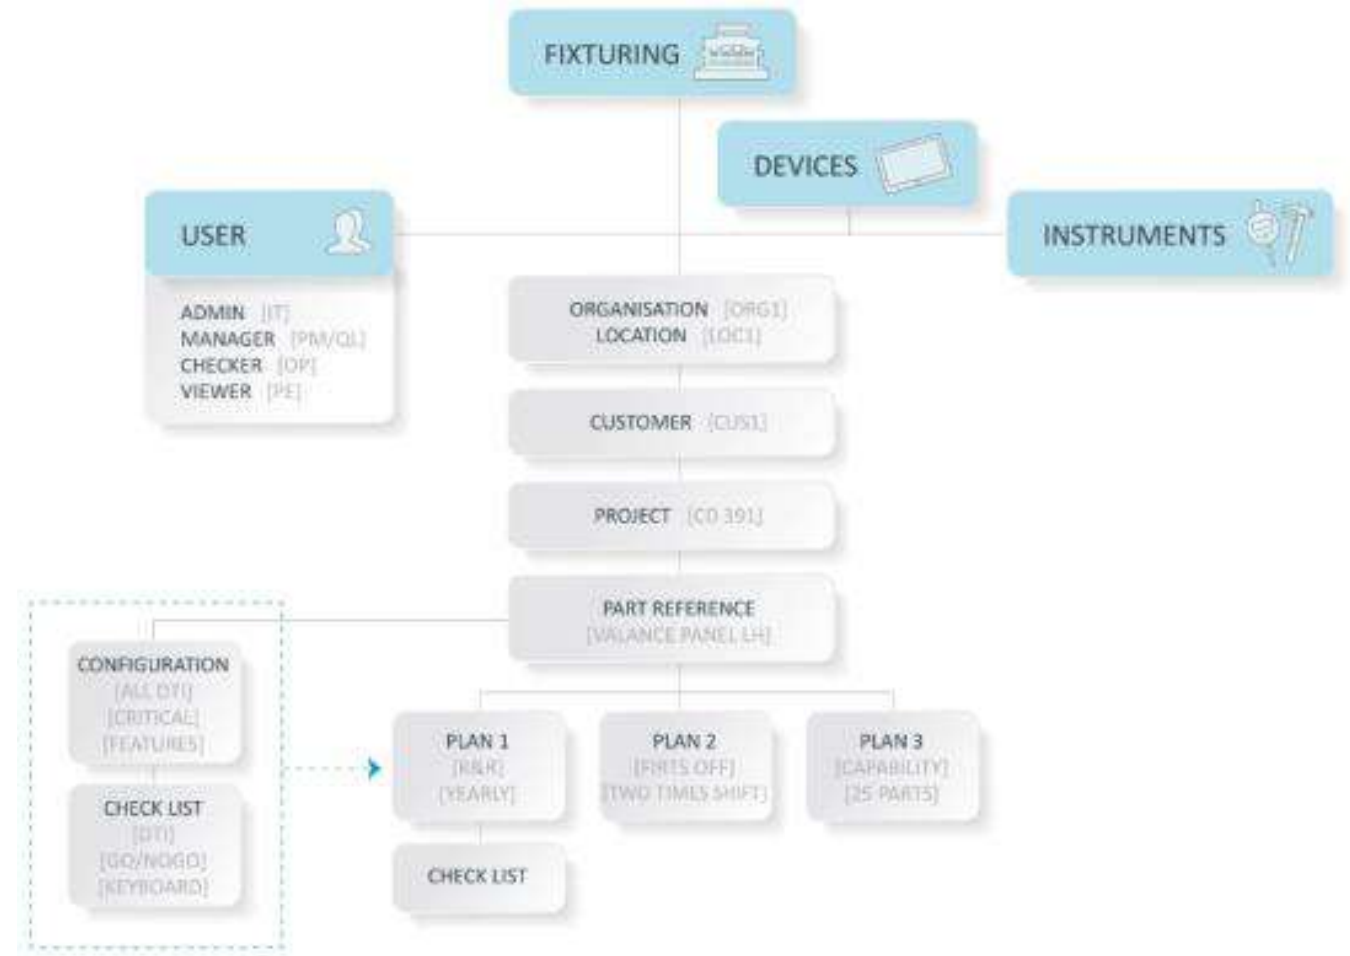 FIXTURING
DEVICES
USER
INSTRUMENTS
ADMIN [IT]
MANAGER [PM/QL]
CHECKER [OP]
VIEWER [PE]
ORGANISATION [ORG1]
LOCATION [LOC1]
CUSTOMER [CUS1]
PROJECT [CD 391]
PART REFERENCE
[VALANCE PANEL LH]
CONFIGURATION
[ALL DTI]
[CRITICAL]
[FEATURES]
CHECK LIST
[DTI]
[GO/NOGO]
[KEYBOARD]
PLAN 1
[R&R]
[YEARLY]
CHECK LIST
PLAN 2
[FIRTS OFF]
[TWO TIMES SHIFT]
PLAN 3
[CAPABILITY]
[25 PARTS]